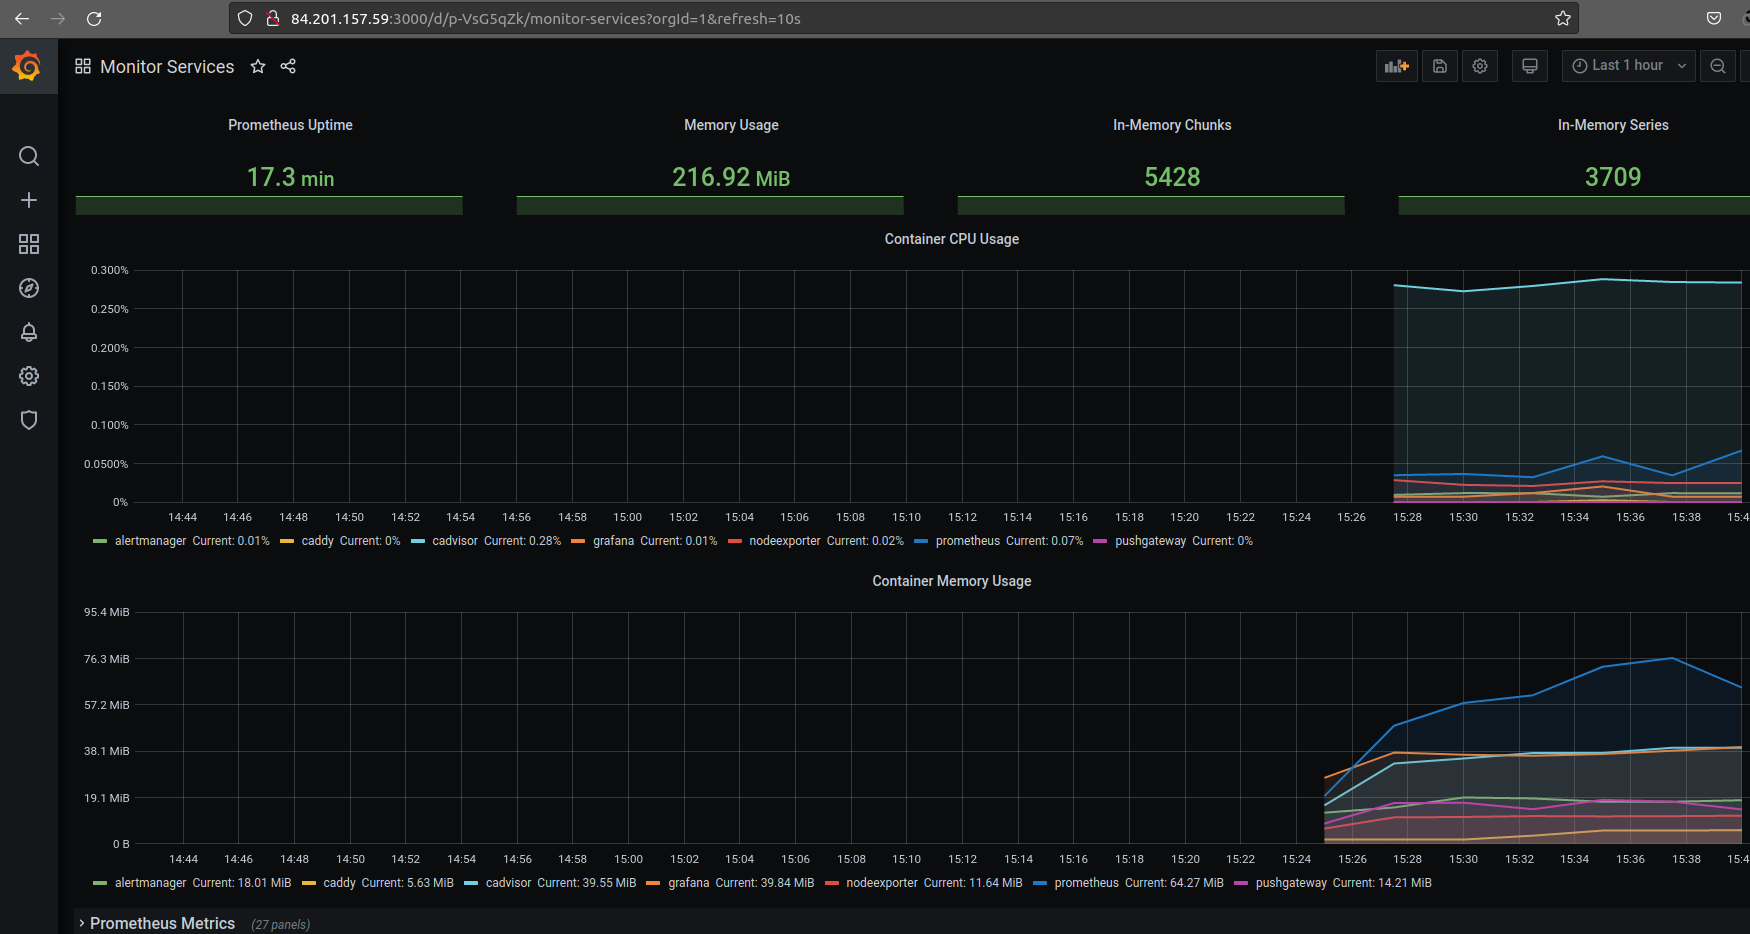 84.201.157.59:3000/d/p-VsG5qZk/monitor-services?orgId=1&refresh=10s
Monitor Services
Last 1 hour
Prometheus Uptime
Memory Usage
In-Memory Chunks
In-Memory Series
17.3 min
216.92 MiB
5428
3709
Container CPU Usage
0.300%
0.250%
0.200%
0.150%
0.100%
0.0500%
0%
14:44 14:46 14:48 14:50 14:52 14:54 14:56 14:58 15:00 15:02 15:04 15:06 15:08 15:10 15:12 15:14 15:16 15:18 15:20 15:22 15:24 15:26 15:28 15:30 15:32 15:34 15:36 15:38 15:4
alertmanager Current: 0.01% caddy Current: 0% cadvisor Current: 0.28% grafana Current: 0.01% nodeexporter Current: 0.02% prometheus Current: 0.07% pushgateway Current: 0%
Container Memory Usage
95.4 MiB
76.3 MiB
57.2 MiB
38.1 MiB
19.1 MiB
0 B
14:44 14:46 14:48 14:50 14:52 14:54 14:56 14:58 15:00 15:02 15:04 15:06 15:08 15:10 15:12 15:14 15:16 15:18 15:20 15:22 15:24 15:26 15:28 15:30 15:32 15:34 15:36 15:38 15:4
alertmanager Current: 18.01 MiB caddy Current: 5.63 MiB cadvisor Current: 39.55 MiB grafana Current: 39.84 MiB nodeexporter Current: 11.64 MiB prometheus Current: 64.27 MiB pushgateway Current: 14.21 MiB
Prometheus Metrics (27 panels)